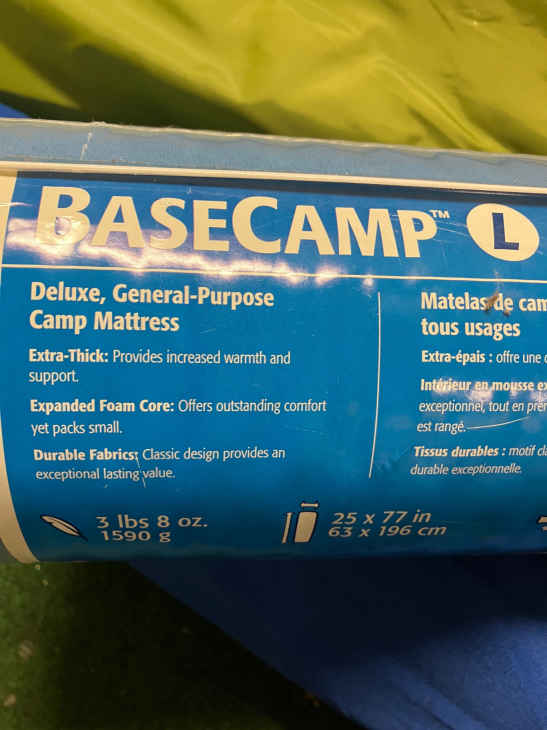 BASECAMP™ L
Deluxe, General-Purpose
Camp Mattress
Extra-Thick: Provides increased warmth and
support.
Expanded Foam Core: Offers outstanding comfort
yet packs small.
Durable Fabrics: Classic design provides an
exceptional lasting value.
3 lbs 8 oz.
1590 g
25 x 77 in
63 x 196 cm
Matelas de cam
tous usages
Extra-épais : offre une
Intérieur en mousse ex
exceptionnel, tout en pren
est rangé.
Tissus durables : motif cla
durable exceptionnelle.